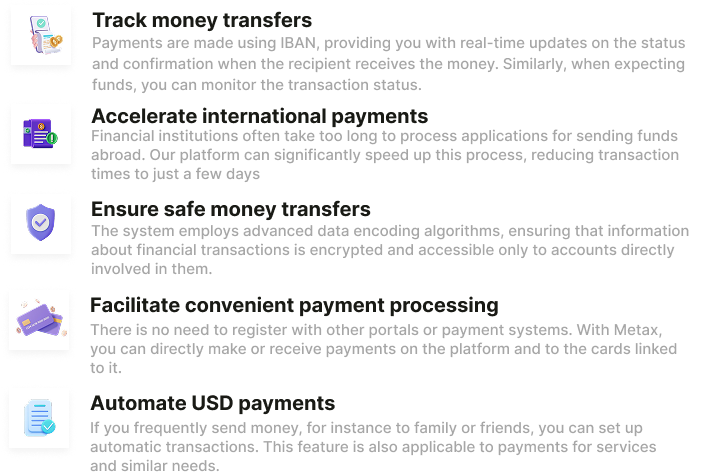 Track money transfers
Payments are made using IBAN, providing you with real-time updates on the status
and confirmation when the recipient receives the money. Similarly, when expecting
funds, you can monitor the transaction status.
Accelerate international payments
Financial institutions often take too long to process applications for sending funds
abroad. Our platform can significantly speed up this process, reducing transaction
times to just a few days
Ensure safe money transfers
The system employs advanced data encoding algorithms, ensuring that information
about financial transactions is encrypted and accessible only to accounts directly
involved in them.
Facilitate convenient payment processing
There is no need to register with other portals or payment systems. With Metax,
you can directly make or receive payments on the platform and to the cards linked
to it.
Automate USD payments
If you frequently send money, for instance to family or friends, you can set up
automatic transactions. This feature is also applicable to payments for services
and similar needs.